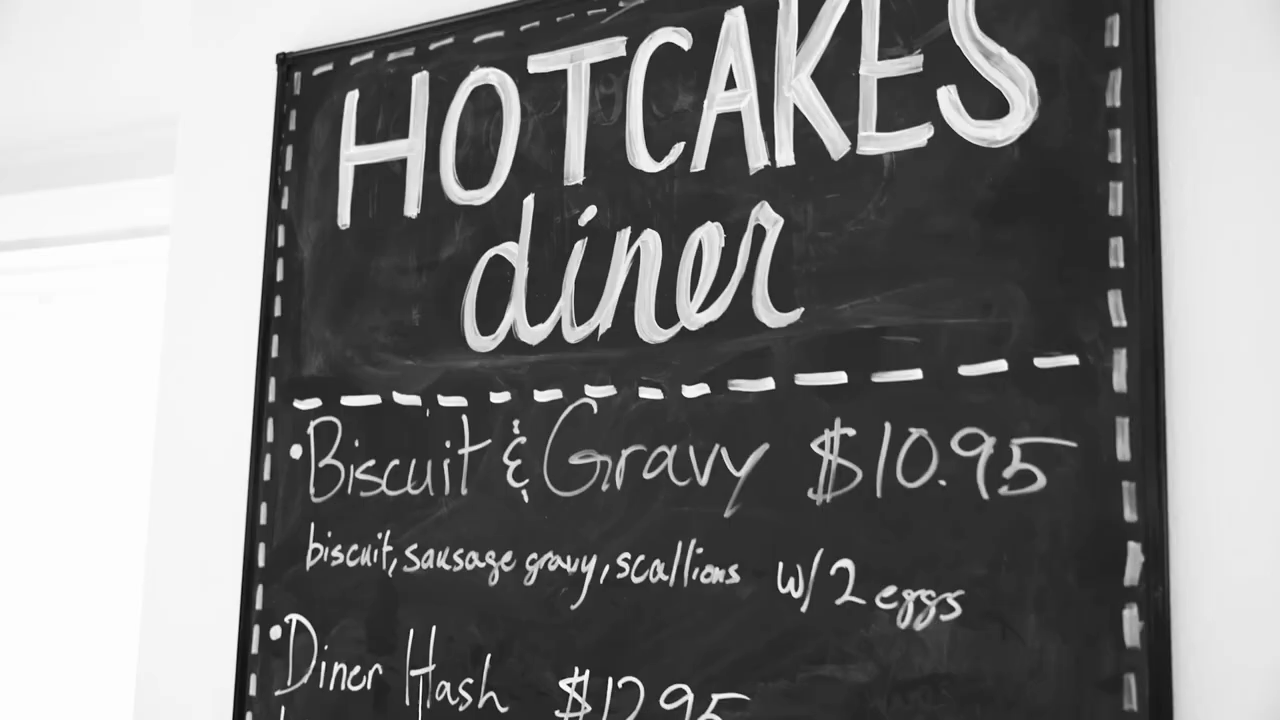 HOTCAKES
diner
• Biscuit & Gravy $10.95
biscuit, sausage gravy, scallions w/ 2 eggs
• Diner Hash $12.95